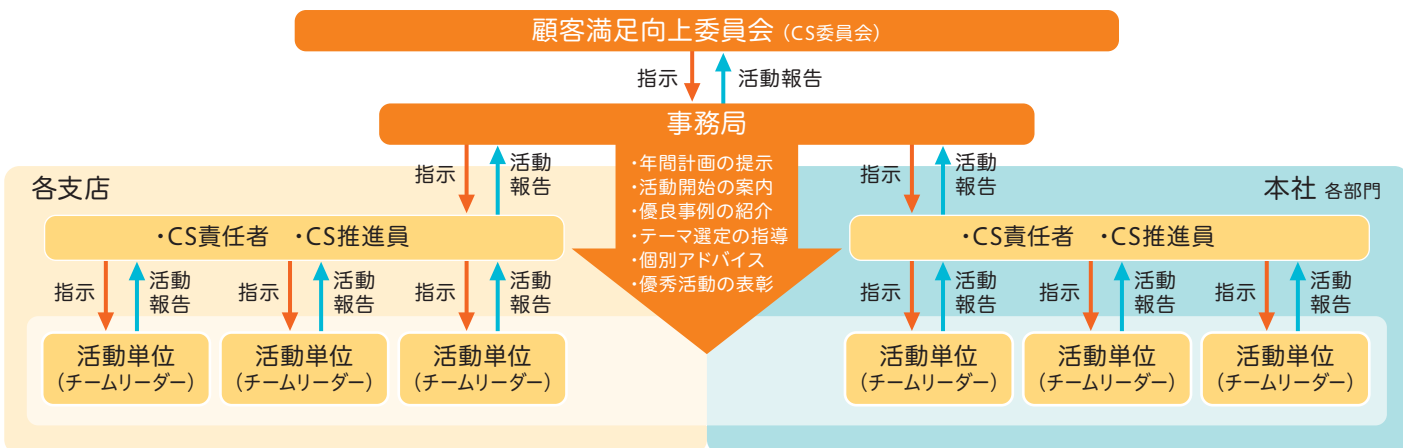 顧客満足向上委員会（CS委員会）
指示
活動報告
事務局
・年間計画の提示
・活動開始の案内
・優良事例の紹介
・テーマ選定の指導
・個別アドバイス
・優秀活動の表彰
各支店
指示
活動
報告
・CS責任者　・CS推進員
指示
活動
報告
指示
活動
報告
指示
活動
報告
活動単位
（チームリーダー）
活動単位
（チームリーダー）
活動単位
（チームリーダー）
本社 各部門
指示
活動
報告
・CS責任者　・CS推進員
指示
活動
報告
指示
活動
報告
指示
活動
報告
活動単位
（チームリーダー）
活動単位
（チームリーダー）
活動単位
（チームリーダー）